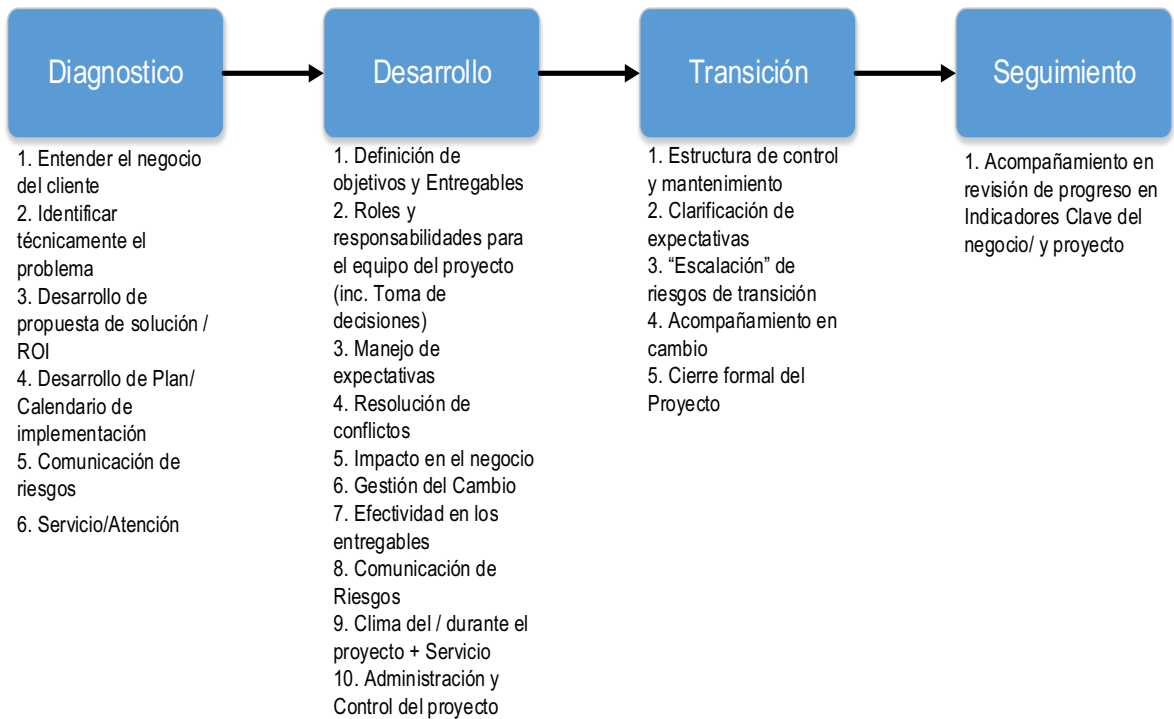 Diagnostico
1. Entender el negocio
del cliente
2. Identificar
técnicamente el
problema
3. Desarrollo de
propuesta de solución /
ROI
4. Desarrollo de Plan/
Calendario de
implementación
5. Comunicación de
riesgos
6. Servicio/Atención
Desarrollo
1. Definición de
objetivos y Entregables
2. Roles y
responsabilidades para
el equipo del proyecto
(inc. Toma de
decisiones)
3. Manejo de
expectativas
4. Resolución de
conflictos
5. Impacto en el negocio
6. Gestión del Cambio
7. Efectividad en los
entregables
8. Comunicación de
Riesgos
9. Clima del / durante el
proyecto + Servicio
10. Administración y
Control del proyecto
Transición
1. Estructura de control
y mantenimiento
2. Clarificación de
expectativas
3. “Escalación” de
riesgos de transición
4. Acompañamiento en
cambio
5. Cierre formal del
Proyecto
Seguimiento
1. Acompañamiento en
revisión de progreso en
Indicadores Clave del
negocio/ y proyecto